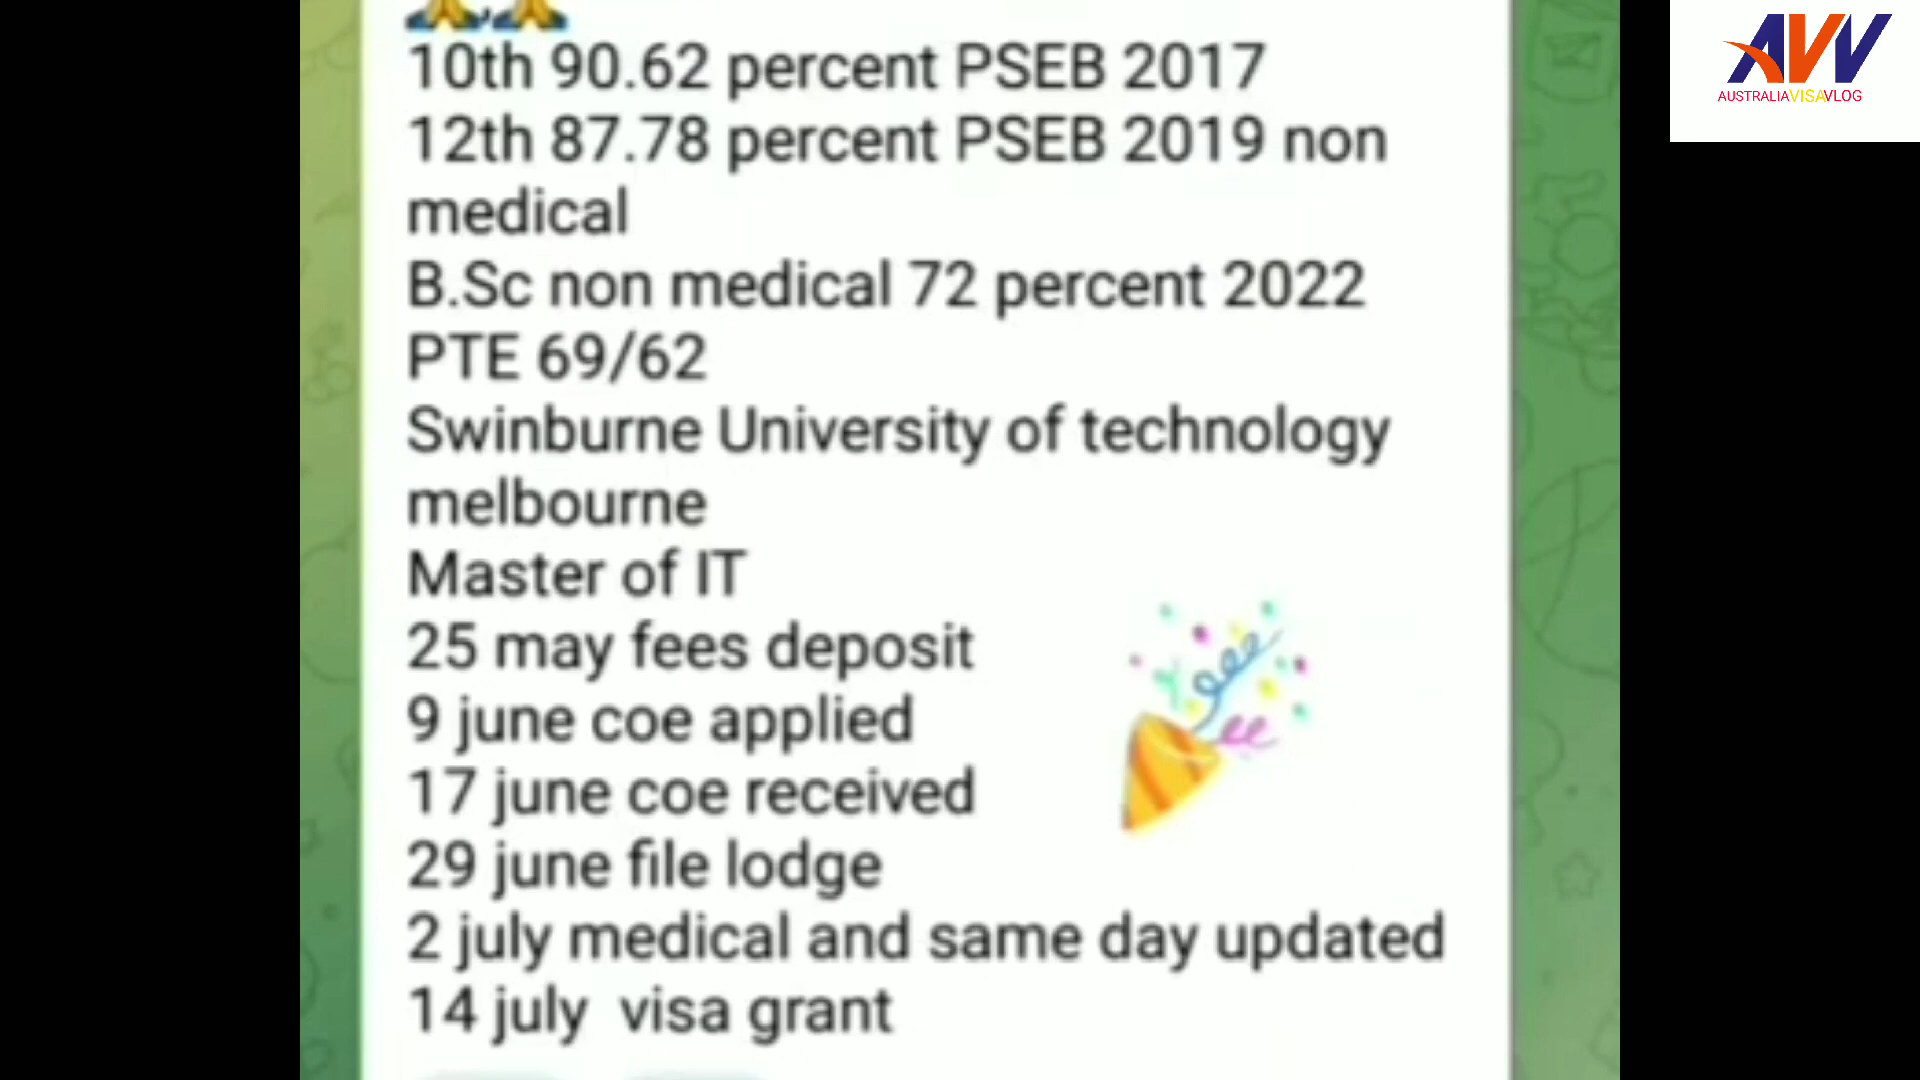 10th 90.62 percent PSEB 2017
12th 87.78 percent PSEB 2019 non
medical
B.Sc non medical 72 percent 2022
PTE 69/62
Swinburne University of technology
melbourne
Master of IT
25 may fees deposit
9 june coe applied
17 june coe received
29 june file lodge
2 july medical and same day updated
14 july  visa grant
AVV
AUSTRALIAVISAVLOG